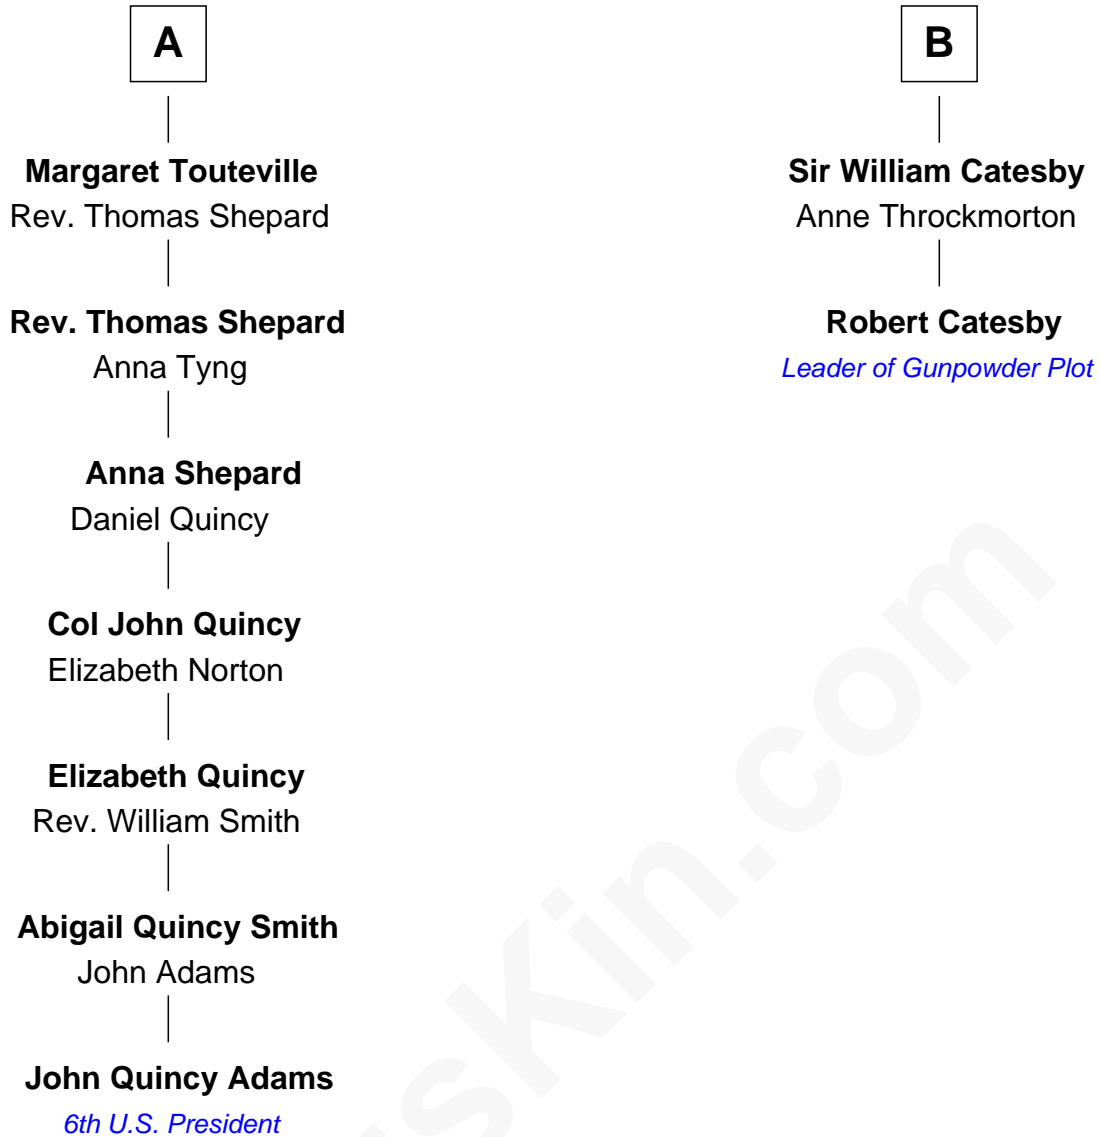 A
Margaret Touteville
Rev. Thomas Shepard
Rev. Thomas Shepard
Anna Tyng
Anna Shepard
Daniel Quincy
Col John Quincy
Elizabeth Norton
Elizabeth Quincy
Rev. William Smith
Abigail Quincy Smith
John Adams
John Quincy Adams
6th U.S. President
B
Sir William Catesby
Anne Throckmorton
Robert Catesby
Leader of Gunpowder Plot